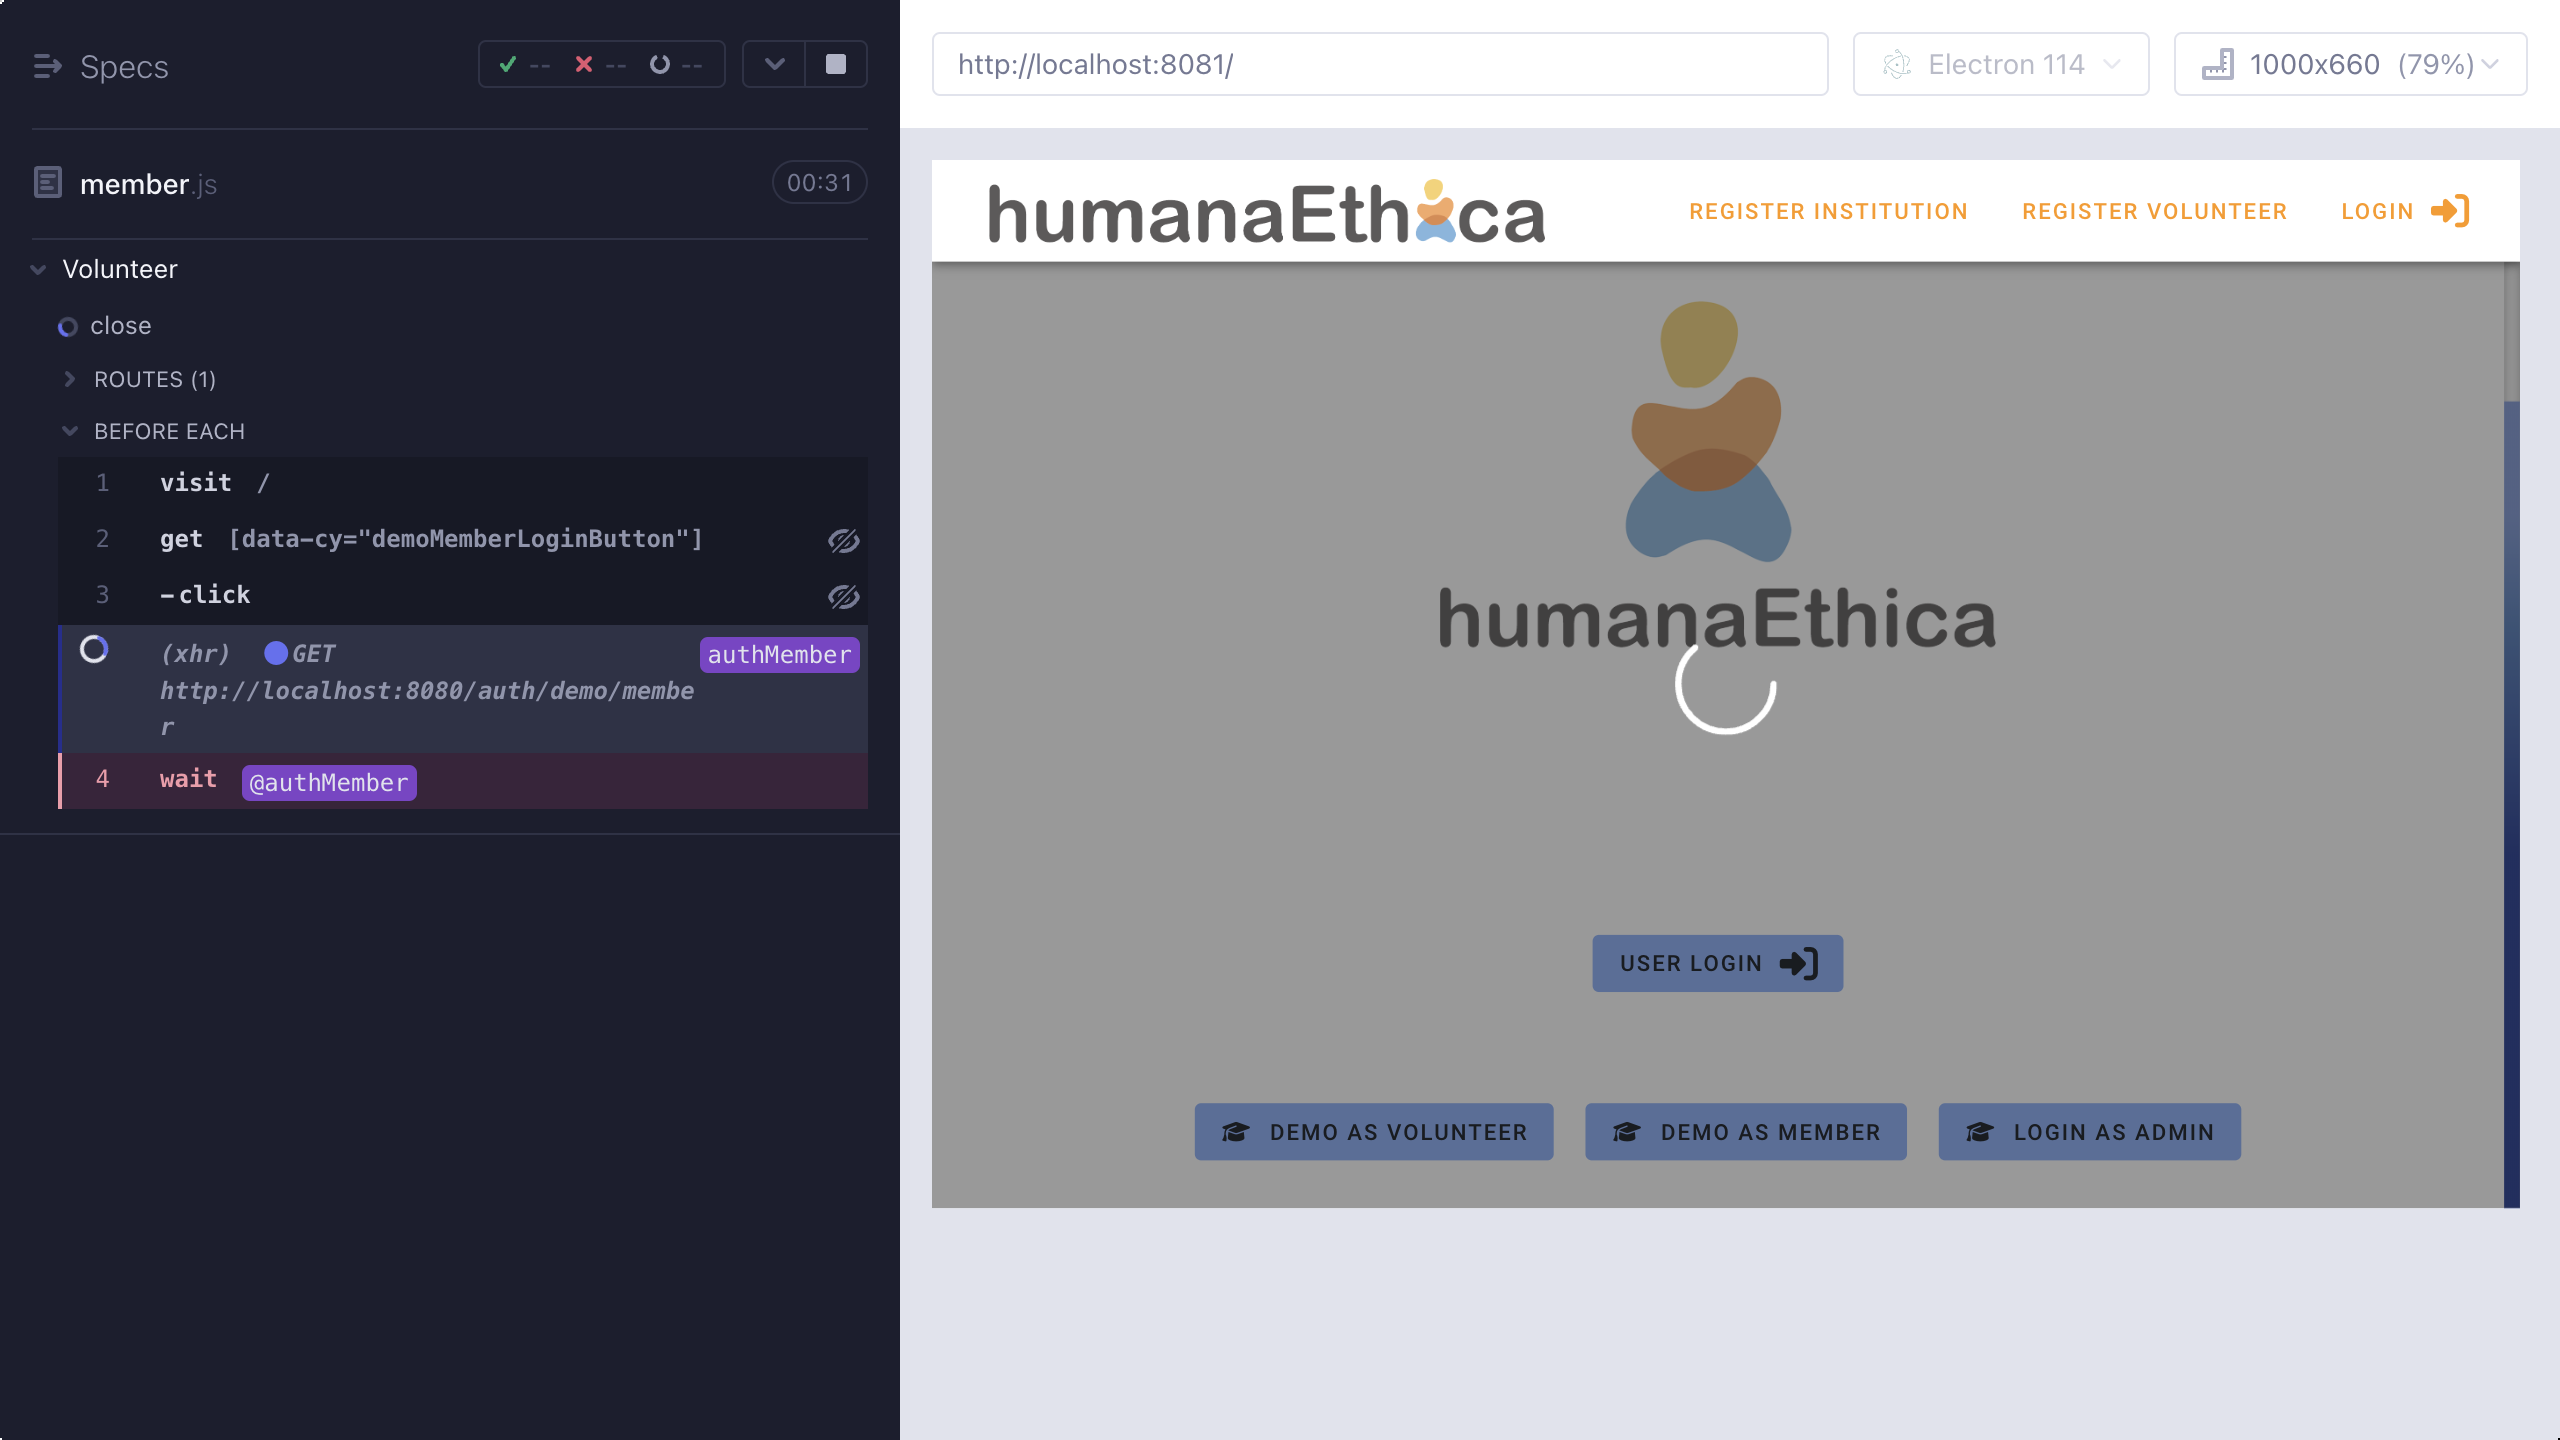 Specs
-- -- --
member.js
00:31
Volunteer
close
ROUTES (1)
BEFORE EACH
1 visit /
2 get [data-cy="demoMemberLoginButton"]
3 -click
(xhr) GET authMember
http://localhost:8080/auth/demo/membe
r
4 wait @authMember
http://localhost:8081/
Electron 114
1000x660 (79%)
humanaEthica
REGISTER INSTITUTION
REGISTER VOLUNTEER
LOGIN
humanaEthica
USER LOGIN
DEMO AS VOLUNTEER
DEMO AS MEMBER
LOGIN AS ADMIN